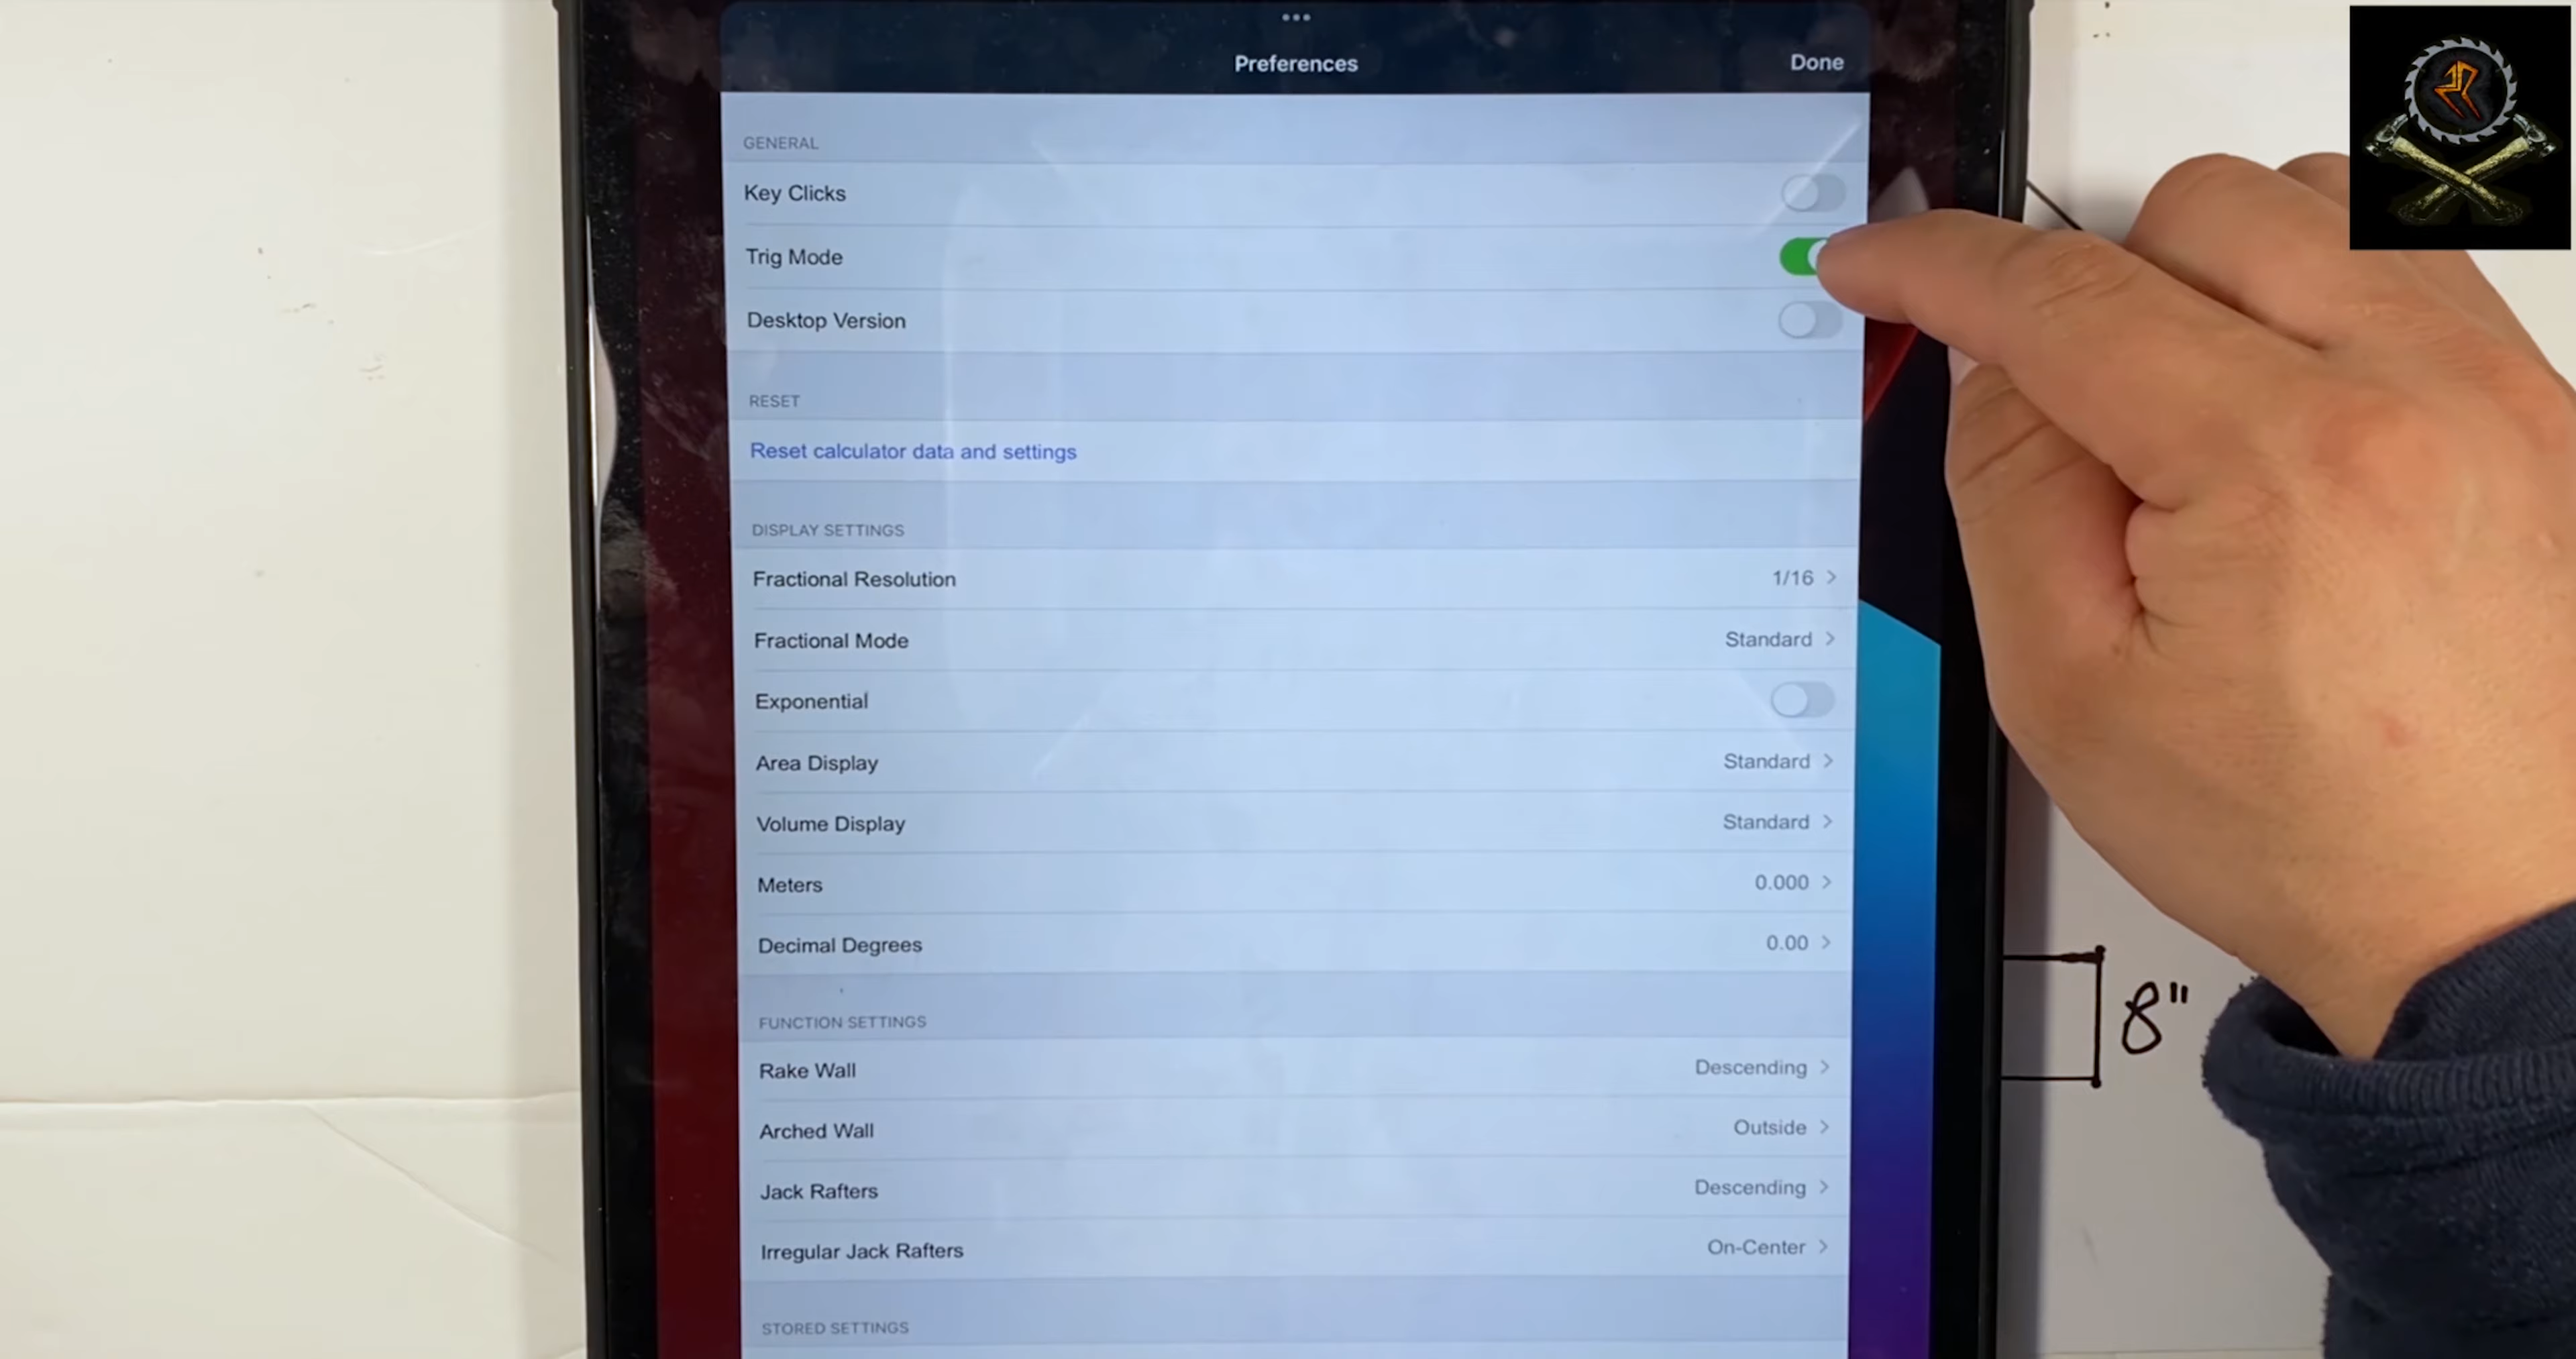 Preferences
Done
GENERAL
Key Clicks
Trig Mode
Desktop Version
RESET
Reset calculator data and settings
DISPLAY SETTINGS
Fractional Resolution 1/16
Fractional Mode Standard
Exponential
Area Display Standard
Volume Display Standard
Meters 0.000
Decimal Degrees 0.00
FUNCTION SETTINGS
Rake Wall Descending
Arched Wall Outside
Jack Rafters Descending
Irregular Jack Rafters On-Center
STORED SETTINGS
8"